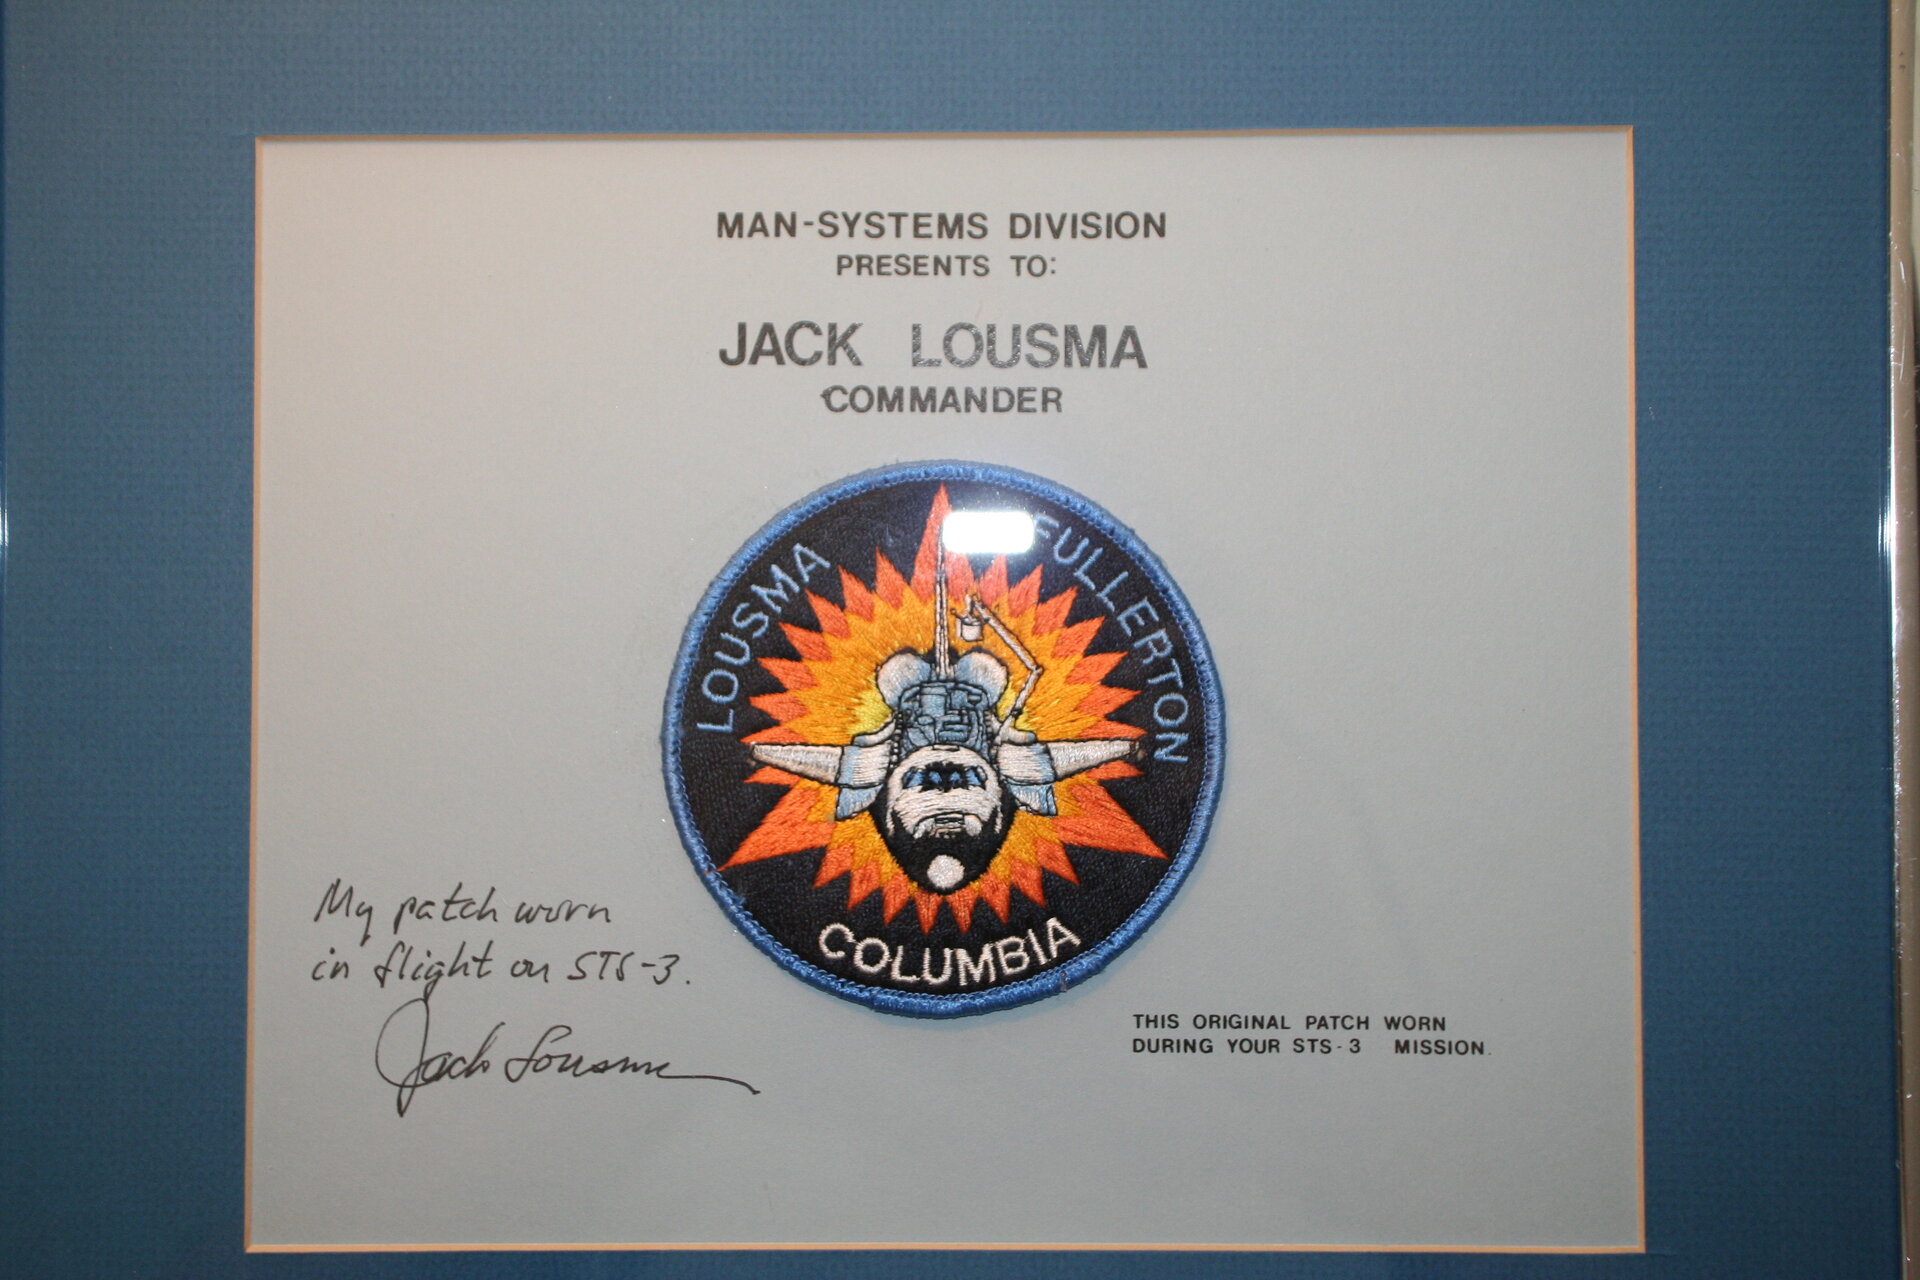 MAN-SYSTEMS DIVISION
PRESENTS TO:
JACK LOUSMA
COMMANDER
LOUSMA
FULLERTON
COLUMBIA
My patch worn
in flight on STS-3.
Jack Lousma
THIS ORIGINAL PATCH WORN
DURING YOUR STS-3 MISSION.